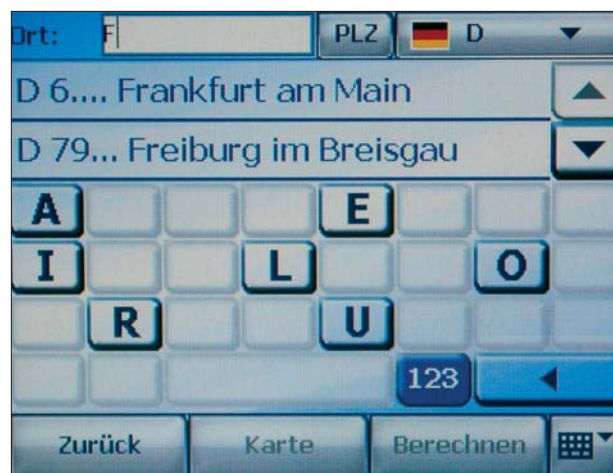 Ort: F PLZ D
D 6.... Frankfurt am Main
D 79... Freiburg im Breisgau
A E
I L O
R U
123
Zurück Karte Berechnen